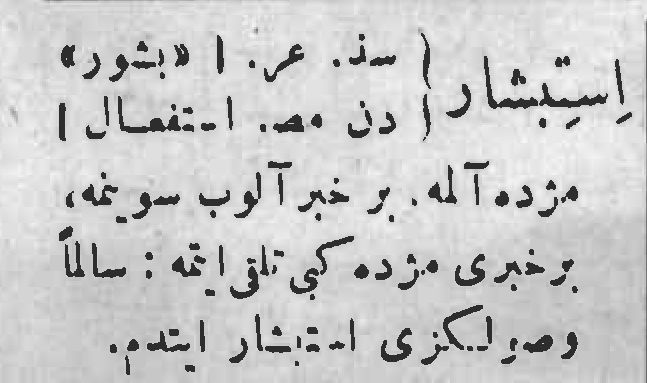 اِستِبشار ( سذ. عر. | «بشور»
( دن مص. استفعال |
مژده آلمه. بر خبر آلوب سوینمه،
بر خبری مژده کبی تلقی ایتمه : سالماً
وصولکزی استبشار ایتدم.